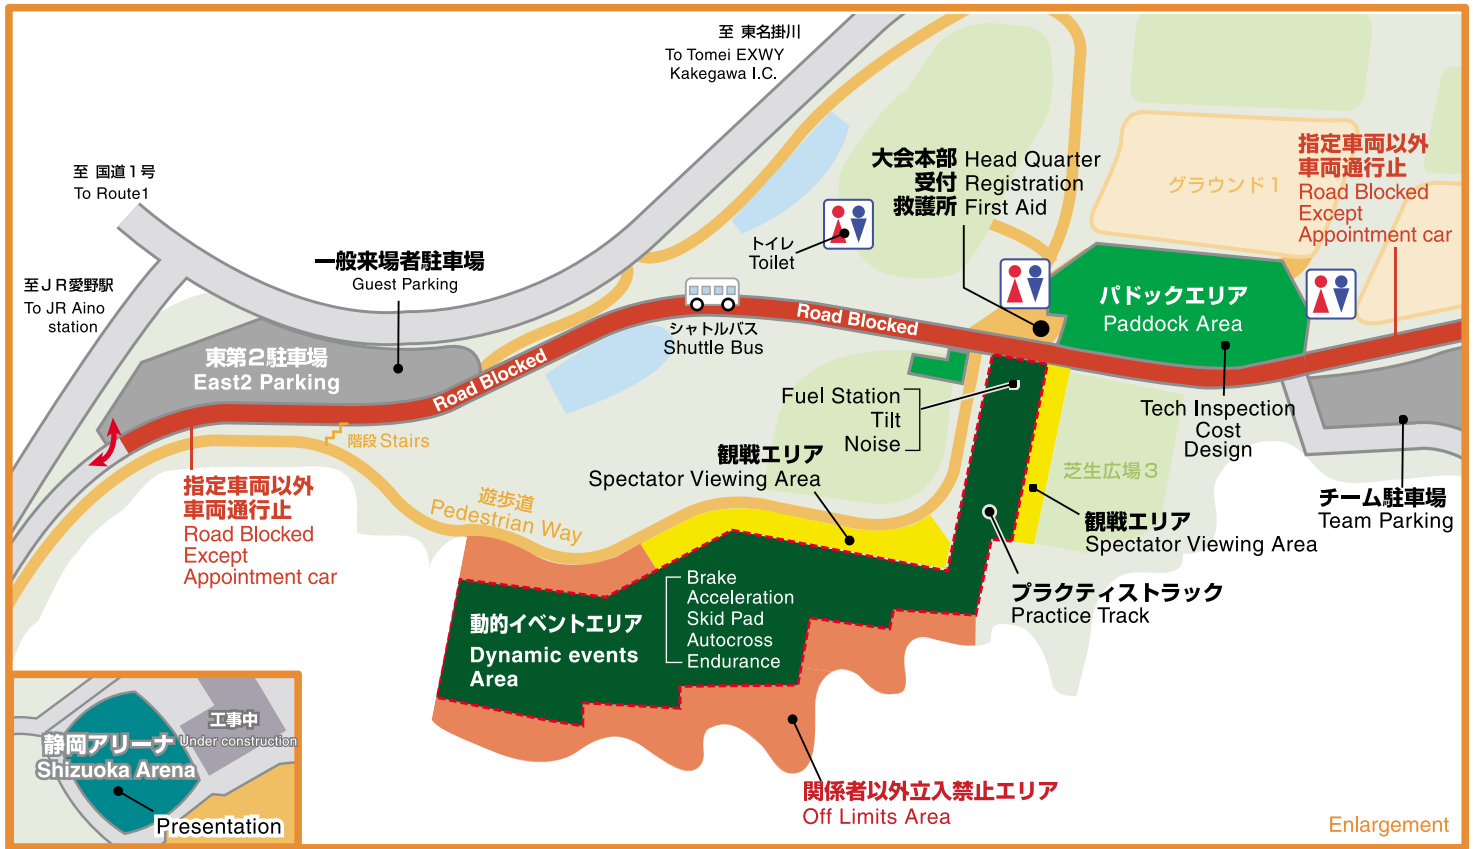 至 東名掛川
To Tomei EXWY
Kakegawa I.C.
至 国道1号
To Route1
至JR愛野駅
To JR Aino
station
一般来場者駐車場
Guest Parking
東第2駐車場
East2 Parking
Road Blocked
階段 Stairs
指定車両以外
車両通行止
Road Blocked
Except
Appointment car
遊歩道
Pedestrian Way
シャトルバス
Shuttle Bus
Road Blocked
トイレ
Toilet
大会本部 Head Quarter
受付 Registration
救護所 First Aid
グラウンド1
指定車両以外
車両通行止
Road Blocked
Except
Appointment car
パドックエリア
Paddock Area
Tech Inspection
Cost
Design
Fuel Station
Tilt
Noise
観戦エリア
Spectator Viewing Area
芝生広場3
チーム駐車場
Team Parking
観戦エリア
Spectator Viewing Area
プラクティストラック
Practice Track
動的イベントエリア
Dynamic events
Area
Brake
Acceleration
Skid Pad
Autocross
Endurance
関係者以外立入禁止エリア
Off Limits Area
工事中
Under construction
静岡アリーナ
Shizuoka Arena
Presentation
Enlargement